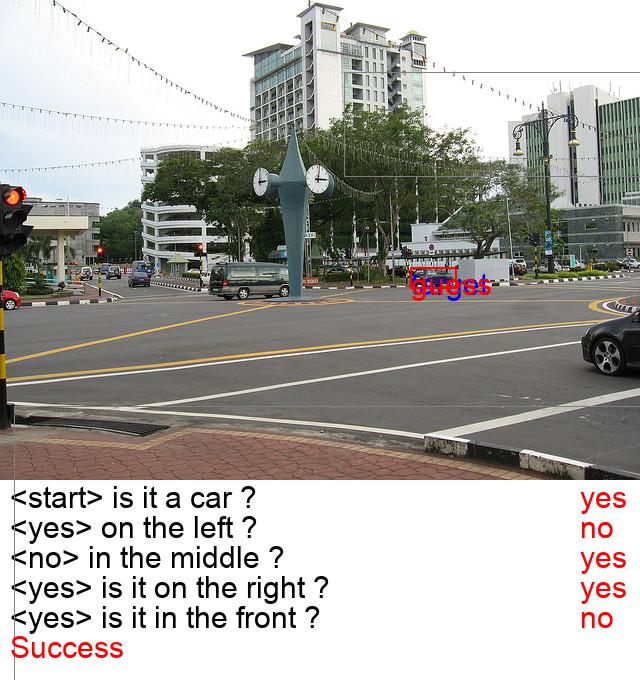 guess
<start> is it a car ? yes
<yes> on the left ? no
<no> in the middle ? yes
<yes> is it on the right ? yes
<yes> is it in the front ? no
Success